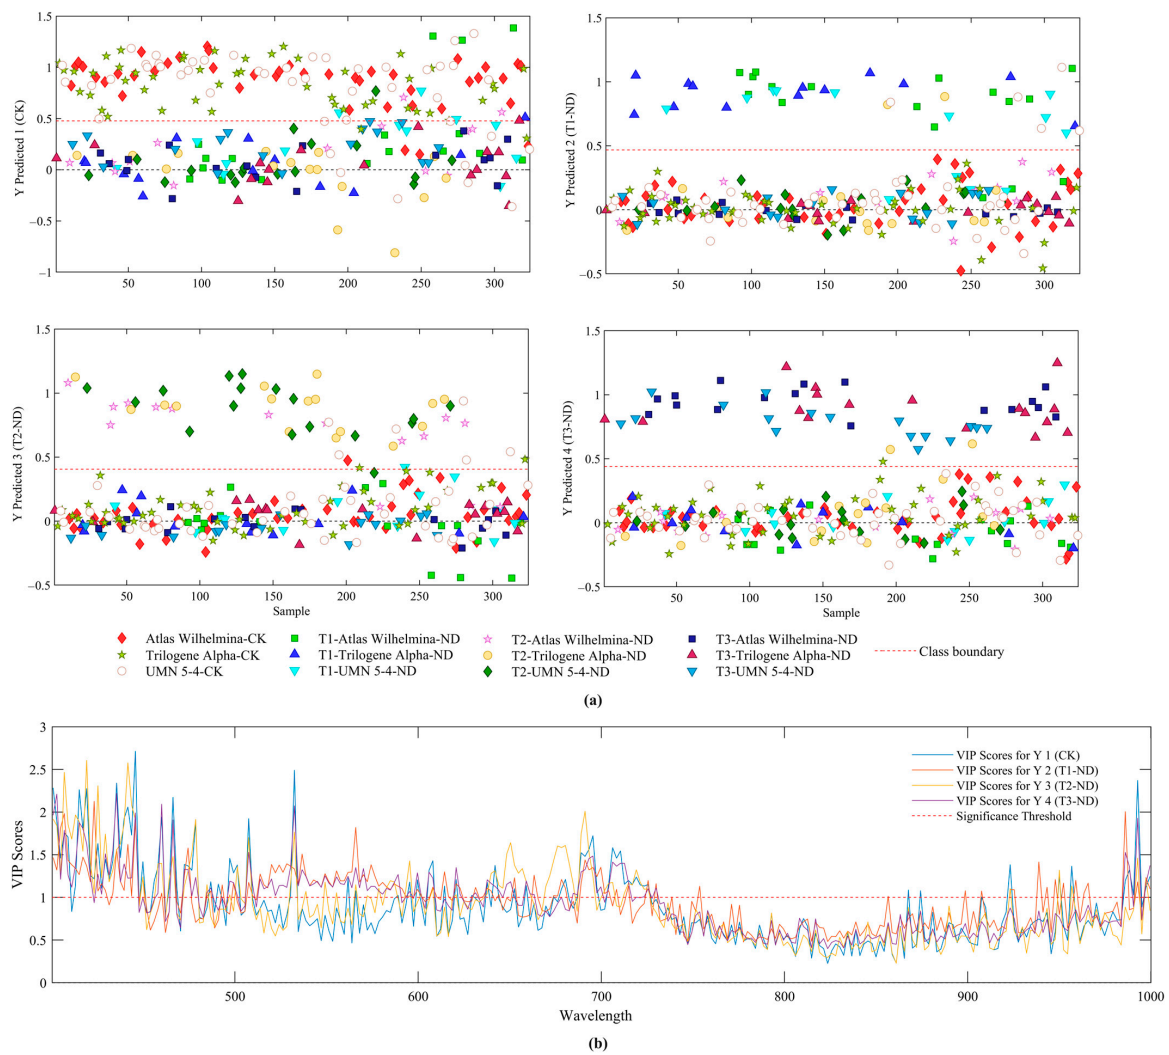 1.5
1
0.5
0
−0.5
−1
Y Predicted 1 (CK)
50 100 150 200 250 300
1.5
1
0.5
0
−0.5
Y Predicted 2 (T1-ND)
50 100 150 200 250 300
1.5
1
0.5
0
−0.5
Y Predicted 3 (T2-ND)
50 100 150 200 250 300
Sample
1.5
1
0.5
0
−0.5
Y Predicted 4 (T3-ND)
50 100 150 200 250 300
Sample
Atlas Wilhelmina-CK T1-Atlas Wilhelmina-ND T2-Atlas Wilhelmina-ND T3-Atlas Wilhelmina-ND
Trilogene Alpha-CK T1-Trilogene Alpha-ND T2-Trilogene Alpha-ND T3-Trilogene Alpha-ND Class boundary
UMN 5-4-CK T1-UMN 5-4-ND T2-UMN 5-4-ND T3-UMN 5-4-ND
(a)
3
2.5
2
1.5
1
0.5
0
VIP Scores
VIP Scores for Y 1 (CK)
VIP Scores for Y 2 (T1-ND)
VIP Scores for Y 3 (T2-ND)
VIP Scores for Y 4 (T3-ND)
Significance Threshold
500 600 700 800 900 1000
Wavelength
(b)